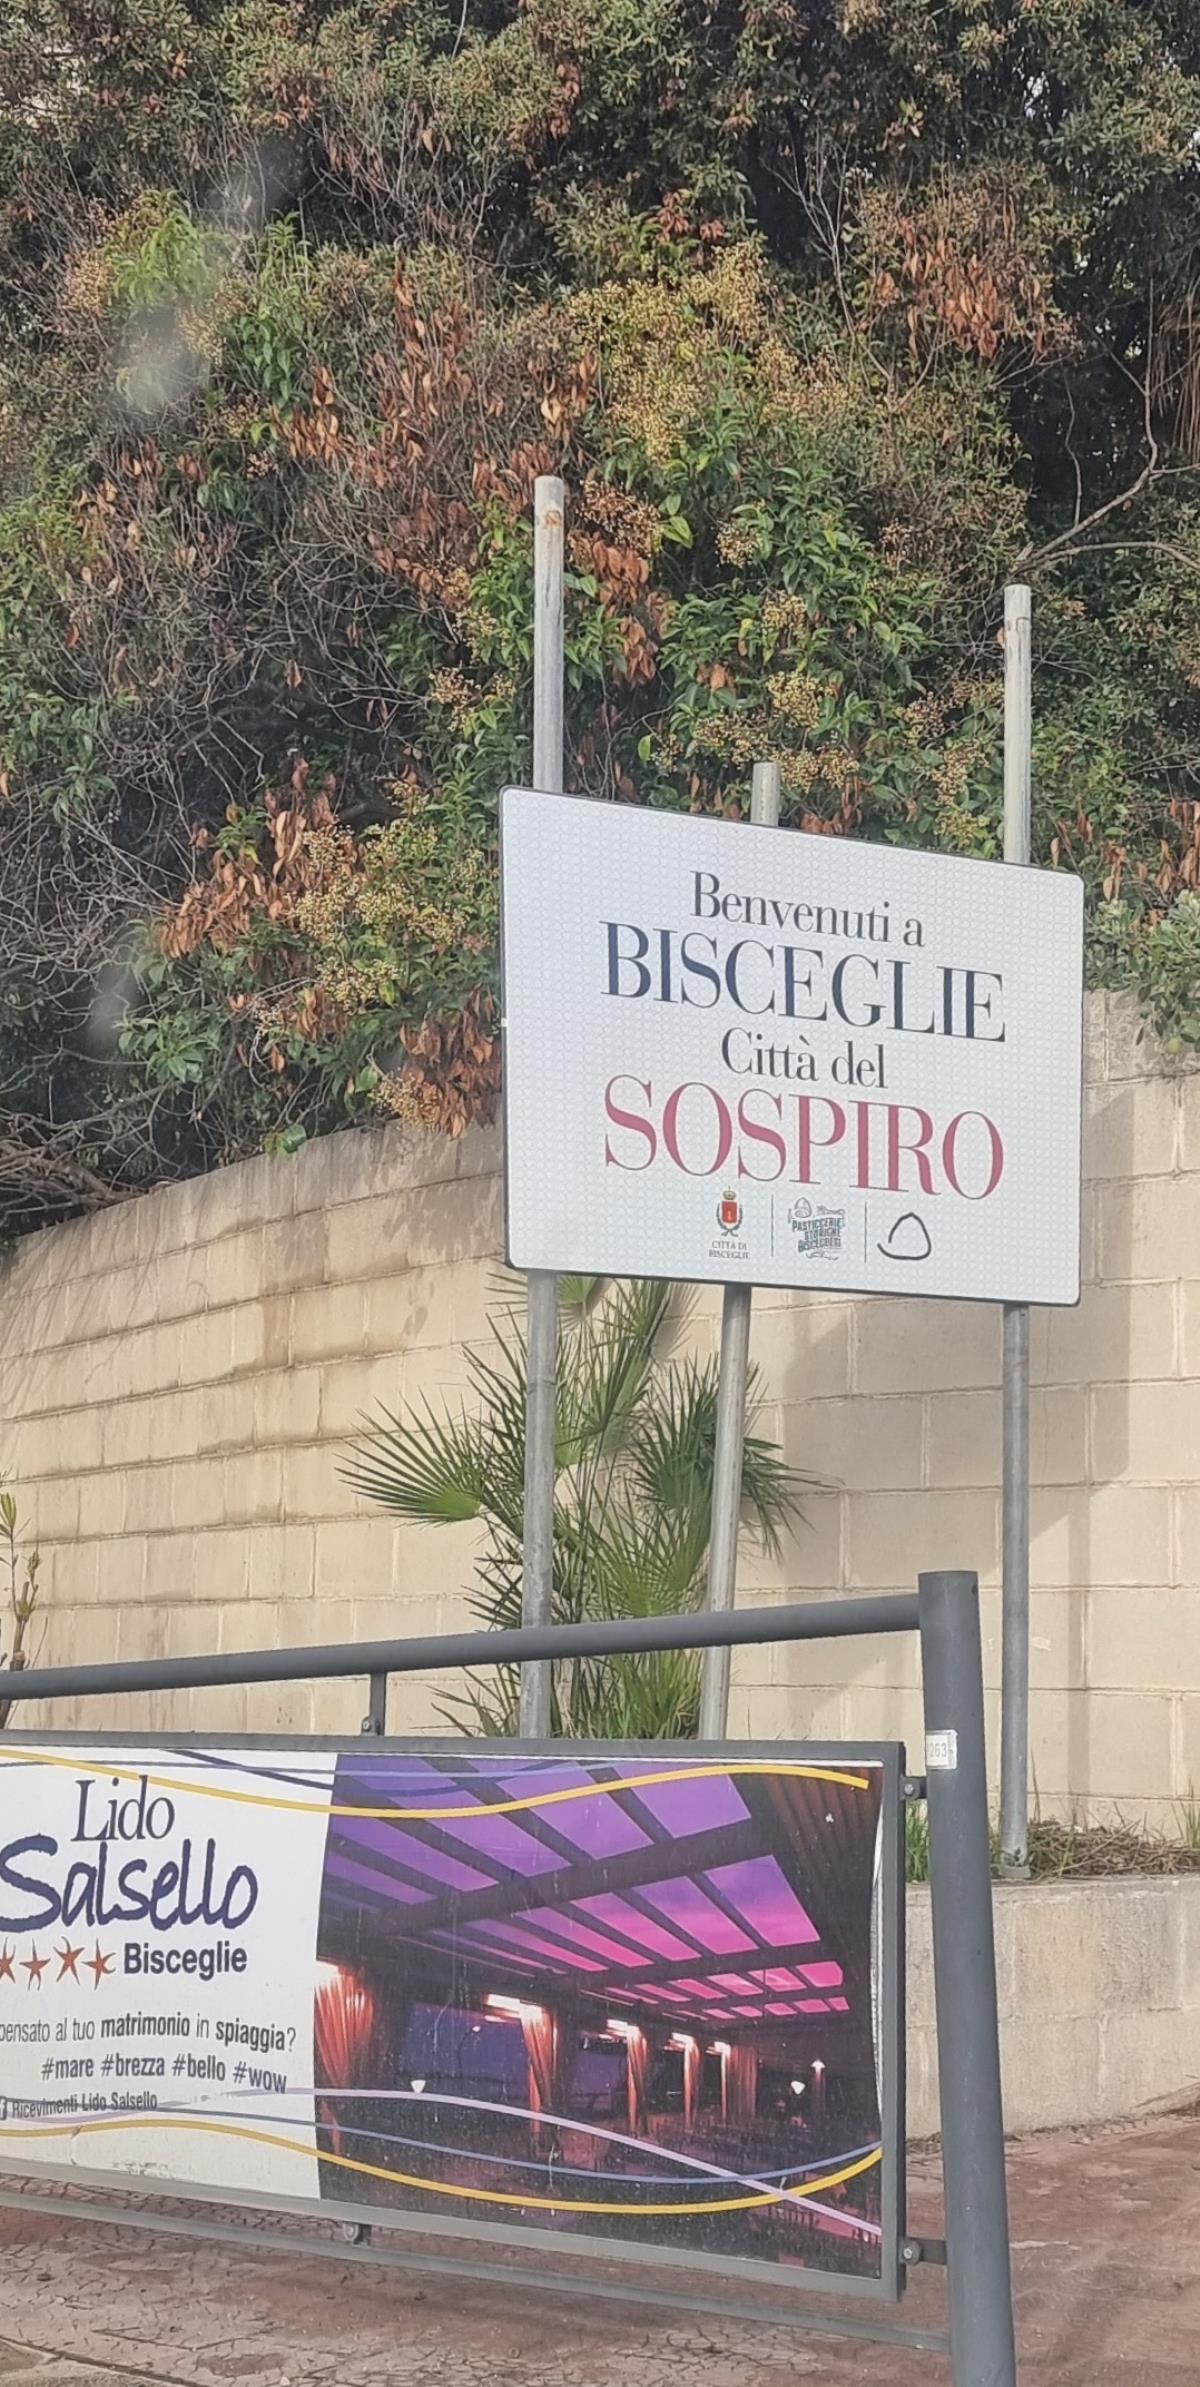 Benvenuti a
BISCEGLIE
Città del
SOSPIRO
CITTÀ DI
BISCEGLIE
PASTICCERIE
STORICHE
BISCEGLIESI
263
Lido
Salsello
Bisceglie
pensato al tuo matrimonio in spiaggia?
#mare #brezza #bello #wow
f Ricevimenti Lido Salsello